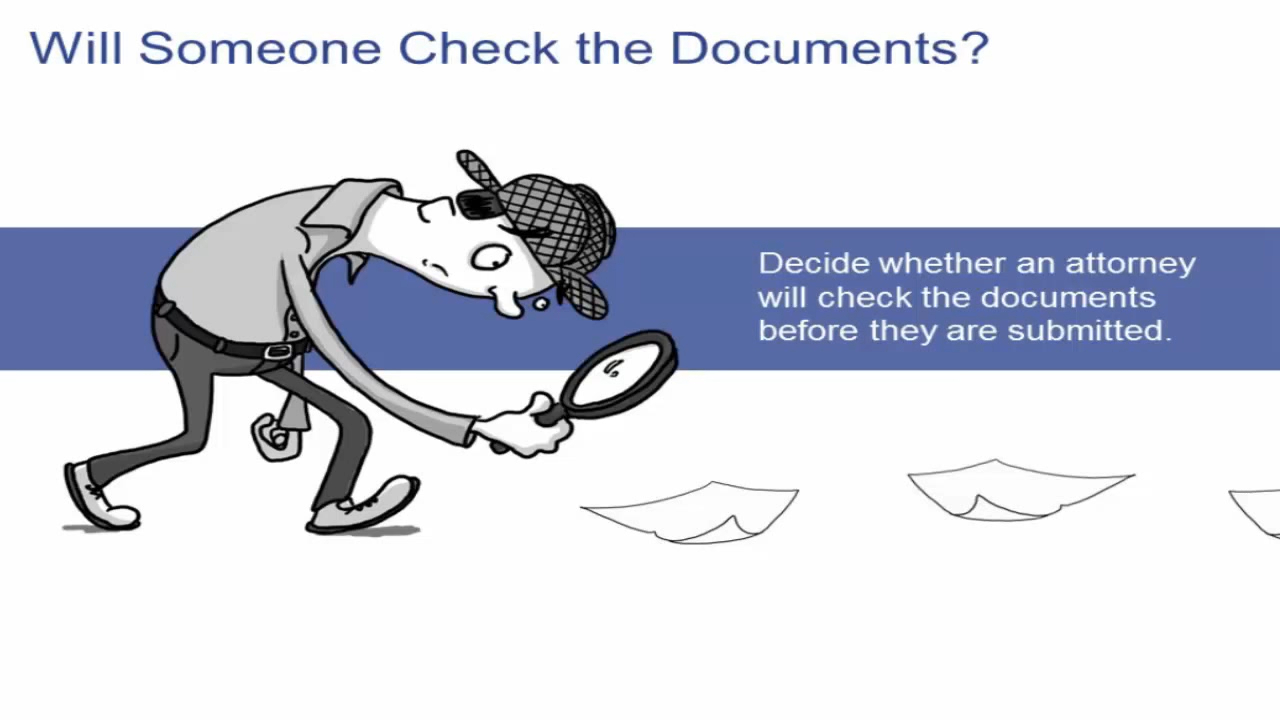 Will Someone Check the Documents?
Decide whether an attorney
will check the documents
before they are submitted.